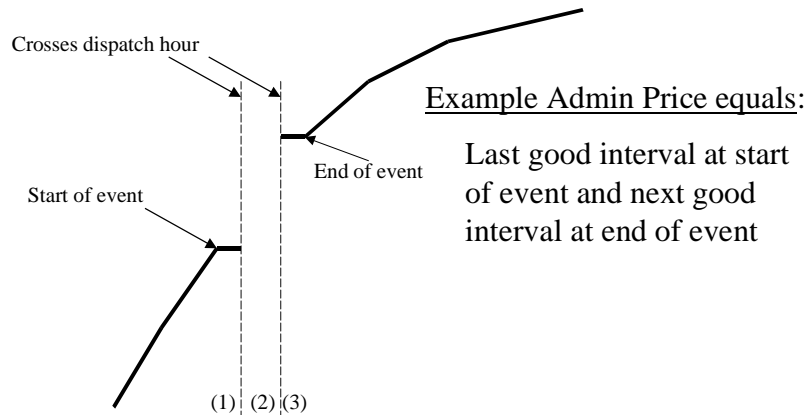 Crosses dispatch hour
Example Admin Price equals:
End of event
Last good interval at start
of event and next good
interval at end of event
Start of event
(1) (2) (3)